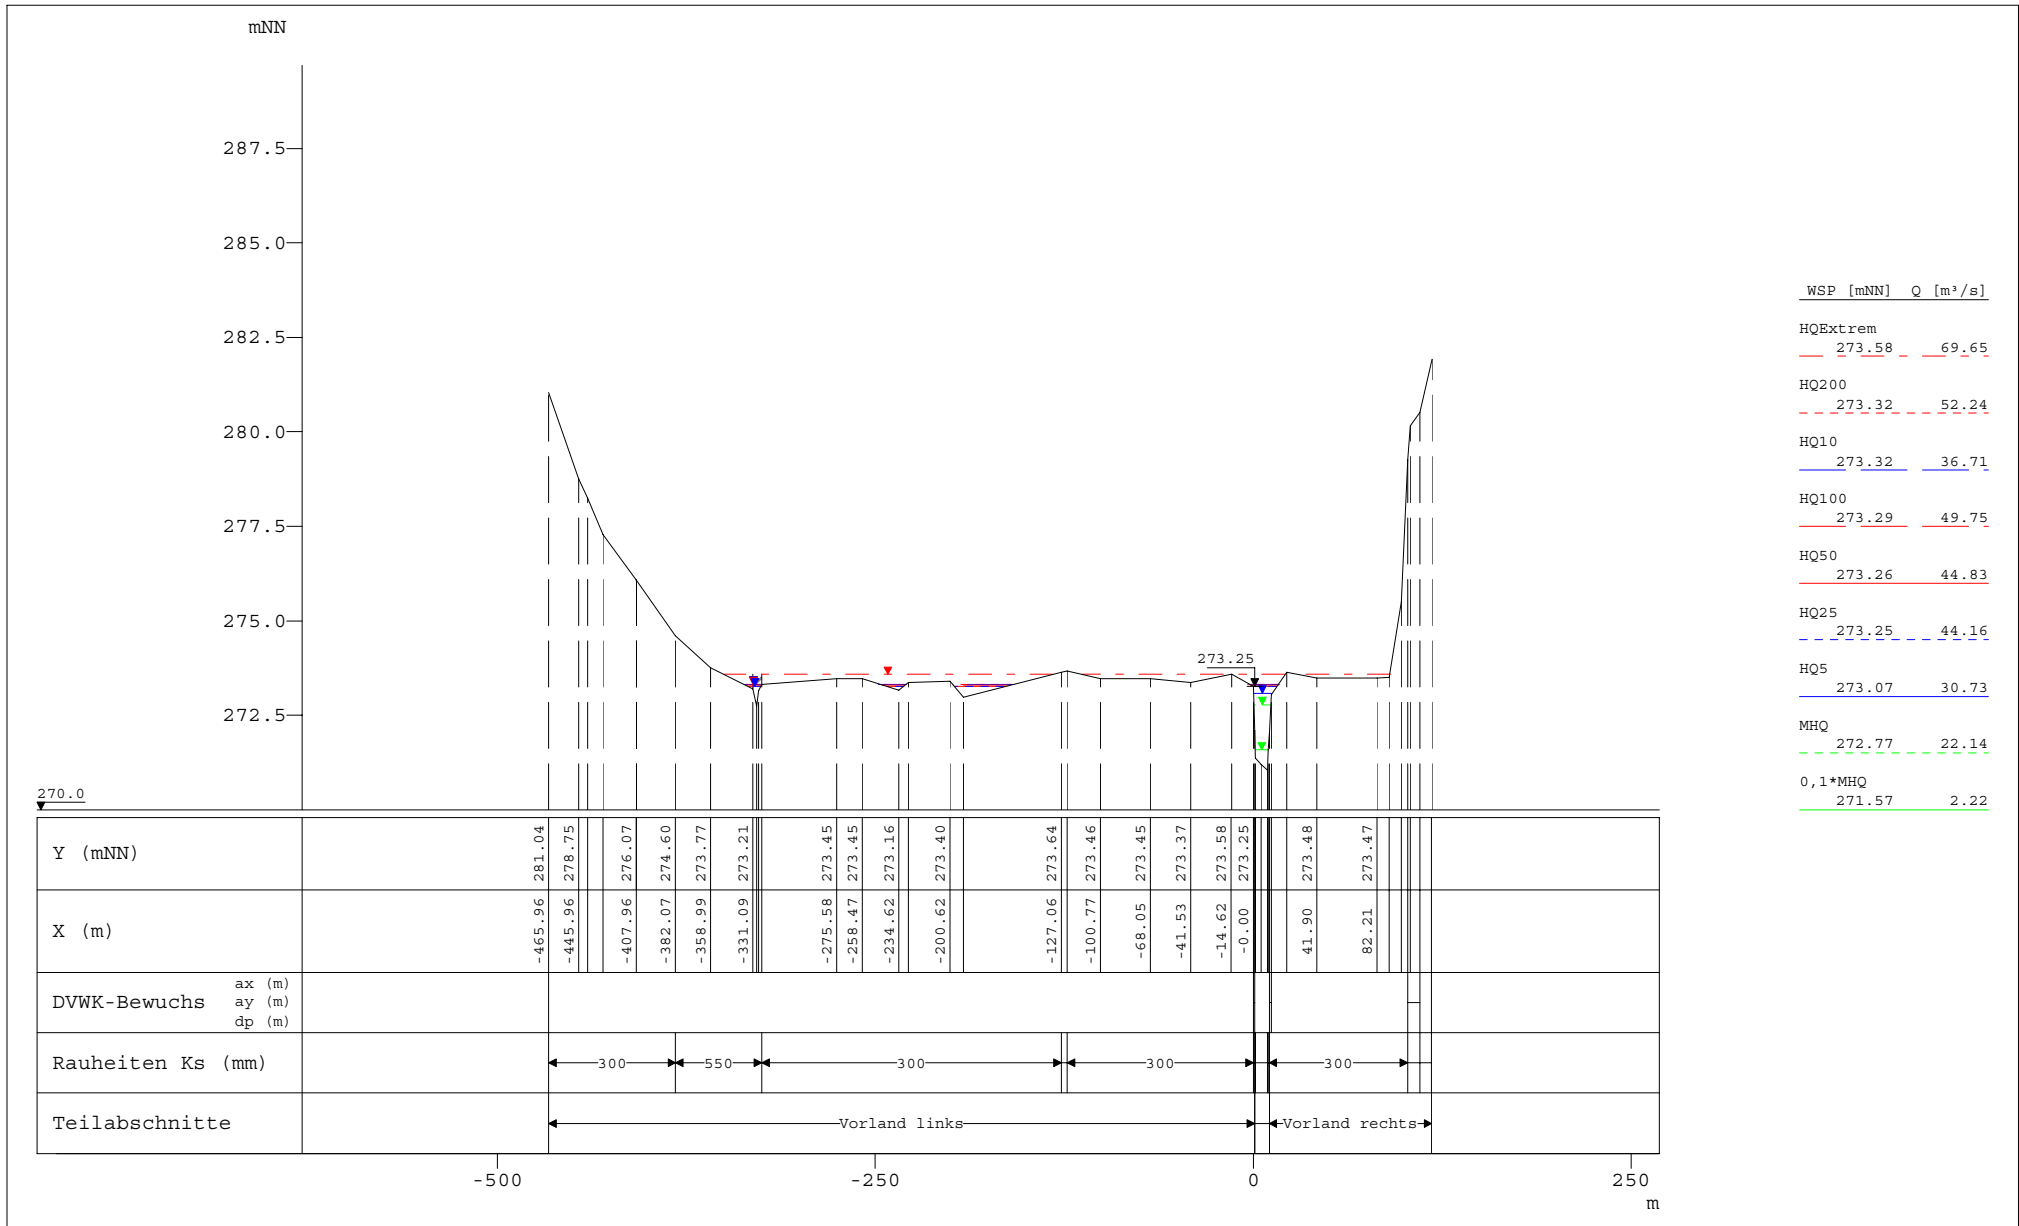 mNN
287.5
285.0
282.5
280.0
277.5
275.0
272.5
273.25
270.0
WSP [mNN] Q [m³/s]
HQExtrem
273.58 69.65
HQ200
273.32 52.24
HQ10
273.32 36.71
HQ100
273.29 49.75
HQ50
273.26 44.83
HQ25
273.25 44.16
HQ5
273.07 30.73
MHQ
272.77 22.14
0,1*MHQ
271.57 2.22
Y (mNN) 281.04 278.75 276.07 274.60 273.77 273.21 273.45 273.45 273.16 273.40 273.64 273.46 273.45 273.37 273.58 273.25 273.48 273.47
X (m) -465.96 -445.96 -407.96 -382.07 -358.99 -331.09 -275.58 -258.47 -234.62 -200.62 -127.06 -100.77 -68.05 -41.53 -14.62 -0.00 41.90 82.21
DVWK-Bewuchs
ax (m)
ay (m)
dp (m)
Rauheiten Ks (mm) 300 550 300 300 300
Teilabschnitte Vorland links Vorland rechts
-500 -250 0 250
m